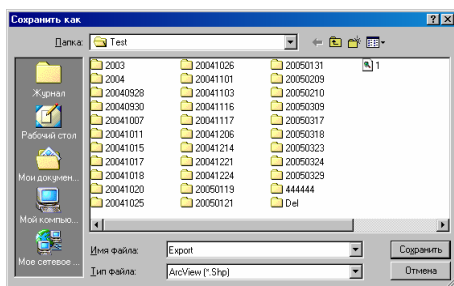 Сохранить как
Папка: Test
2003 20041026 20050131 1
2004 20041101 20050209
20040928 20041103 20050210
20040930 20041116 20050309
20041007 20041117 20050317
20041011 20041206 20050318
20041015 20041214 20050323
20041017 20041221 20050324
20041018 20041224 20050329
20041020 20050119 444444
20041025 20050121 Del
Журнал
Рабочий стол
Мои докумен...
Мой компью...
Мое сетевое ...
Имя файла: Export Сохранить
Тип файла: ArcView (*.Shp) Отмена